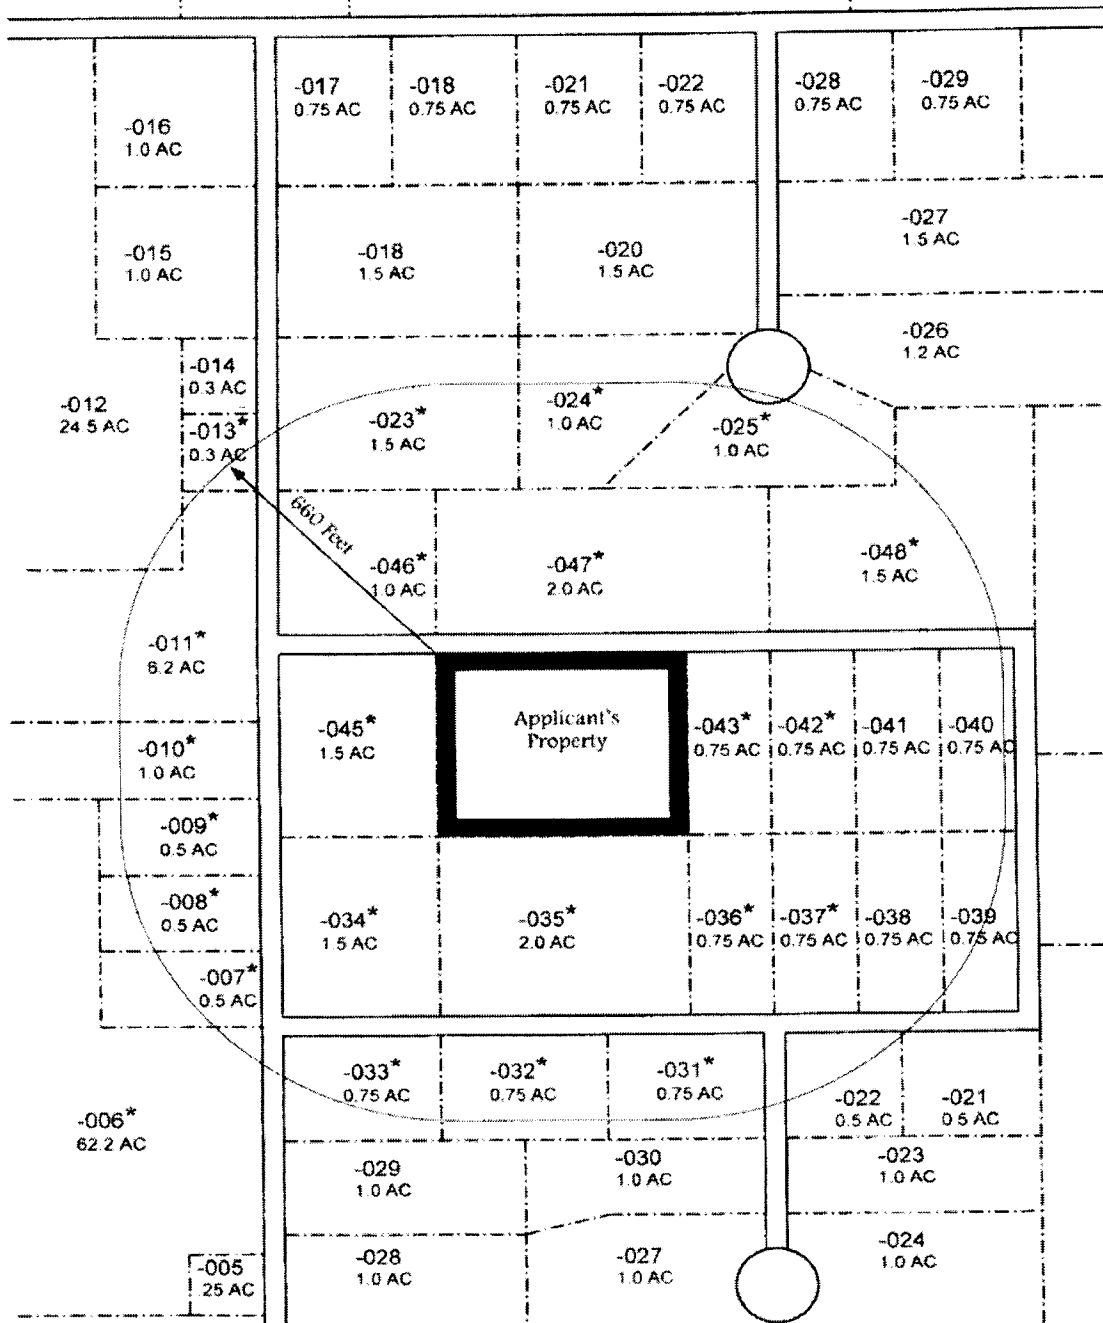 -017
0.75 AC
-018
0.75 AC
-021
0.75 AC
-022
0.75 AC
-028
0.75 AC
-029
0.75 AC
-016
1.0 AC
-015
1.0 AC
-018
1.5 AC
-020
1.5 AC
-027
1.5 AC
-026
1.2 AC
-014
0.3 AC
-012
24.5 AC
-013*
0.3 AC
-023*
1.5 AC
-024*
1.0 AC
-025*
1.0 AC
660 Feet
-046*
1.0 AC
-047*
2.0 AC
-048*
1.5 AC
-011*
6.2 AC
-045*
1.5 AC
Applicant's
Property
-043*
0.75 AC
-042*
0.75 AC
-041
0.75 AC
-040
0.75 AC
-010*
1.0 AC
-009*
0.5 AC
-008*
0.5 AC
-007*
0.5 AC
-034*
1.5 AC
-035*
2.0 AC
-036*
0.75 AC
-037*
0.75 AC
-038
0.75 AC
-039
0.75 AC
-033*
0.75 AC
-032*
0.75 AC
-031*
0.75 AC
-022
0.5 AC
-021
0.5 AC
-006*
62.2 AC
-029
1.0 AC
-030
1.0 AC
-023
1.0 AC
-005
.25 AC
-028
1.0 AC
-027
1.0 AC
-024
1.0 AC